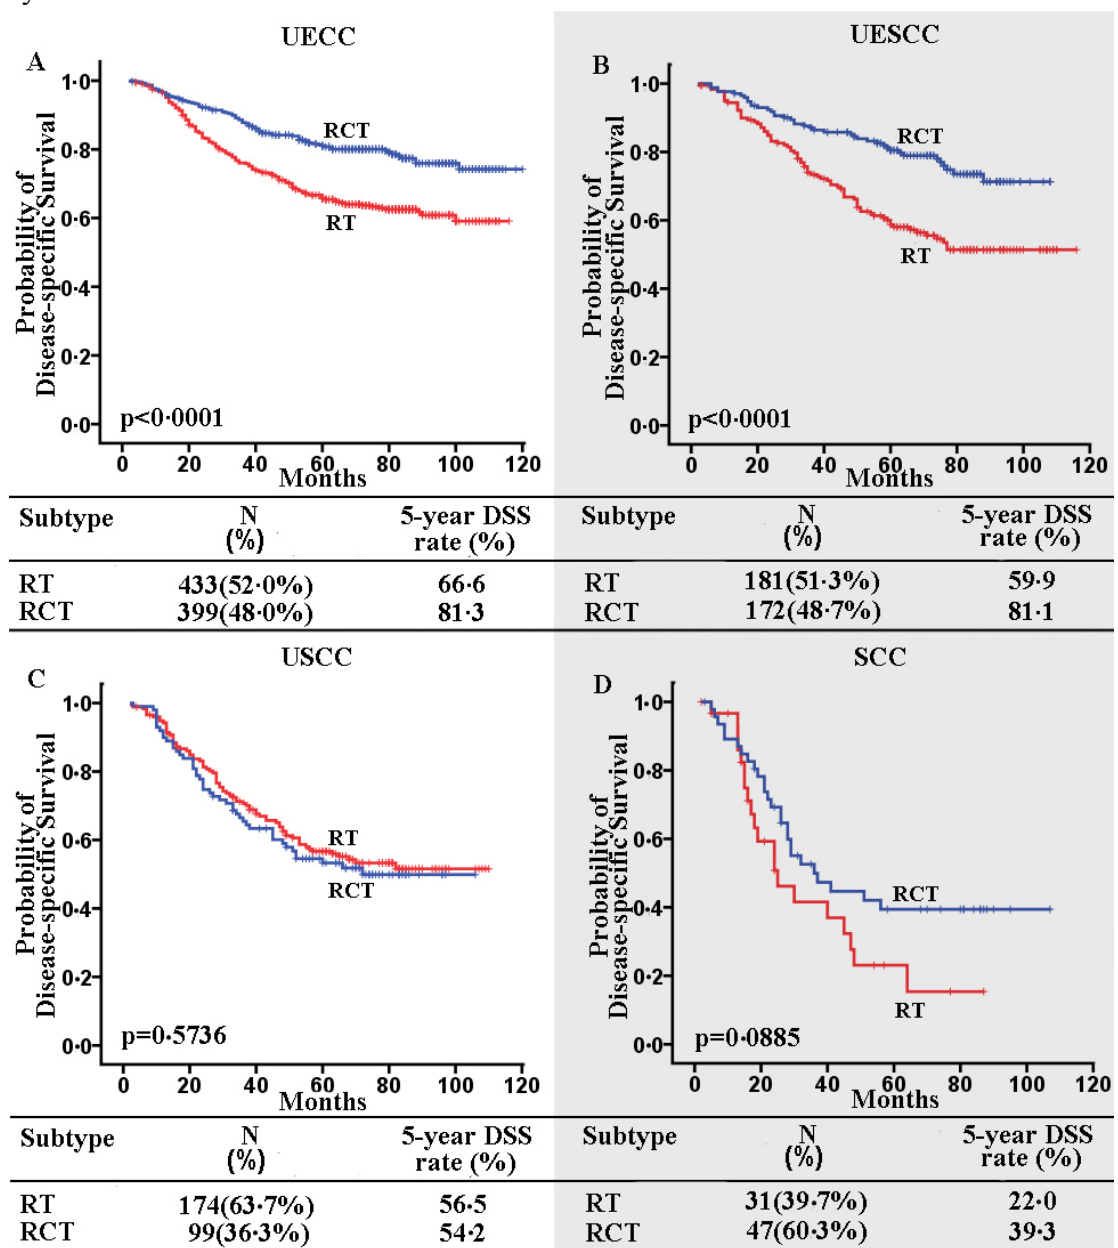 y
UECC
A
Probability of
Disease-specific Survival
1·0
0·8
0·6
0·4
0·2
0·0
RCT
RT
p<0·0001
0 20 40 60 80 100 120
Months
Subtype N (%) 5-year DSS rate (%)
RT 433(52·0%) 66·6
RCT 399(48·0%) 81·3
UESCC
B
Probability of
Disease-specific Survival
1·0
0·8
0·6
0·4
0·2
0·0
RCT
RT
p<0·0001
0 20 40 60 80 100 120
Months
Subtype N (%) 5-year DSS rate (%)
RT 181(51·3%) 59·9
RCT 172(48·7%) 81·1
USCC
C
Probability of
Disease-specific Survival
1·0
0·8
0·6
0·4
0·2
0·0
RT
RCT
p=0·5736
0 20 40 60 80 100 120
Months
Subtype N (%) 5-year DSS rate (%)
RT 174(63·7%) 56·5
RCT 99(36·3%) 54·2
SCC
D
Probability of
Disease-specific Survival
1·0
0·8
0·6
0·4
0·2
0·0
RCT
RT
p=0·0885
0 20 40 60 80 100 120
Months
Subtype N (%) 5-year DSS rate (%)
RT 31(39·7%) 22·0
RCT 47(60·3%) 39·3